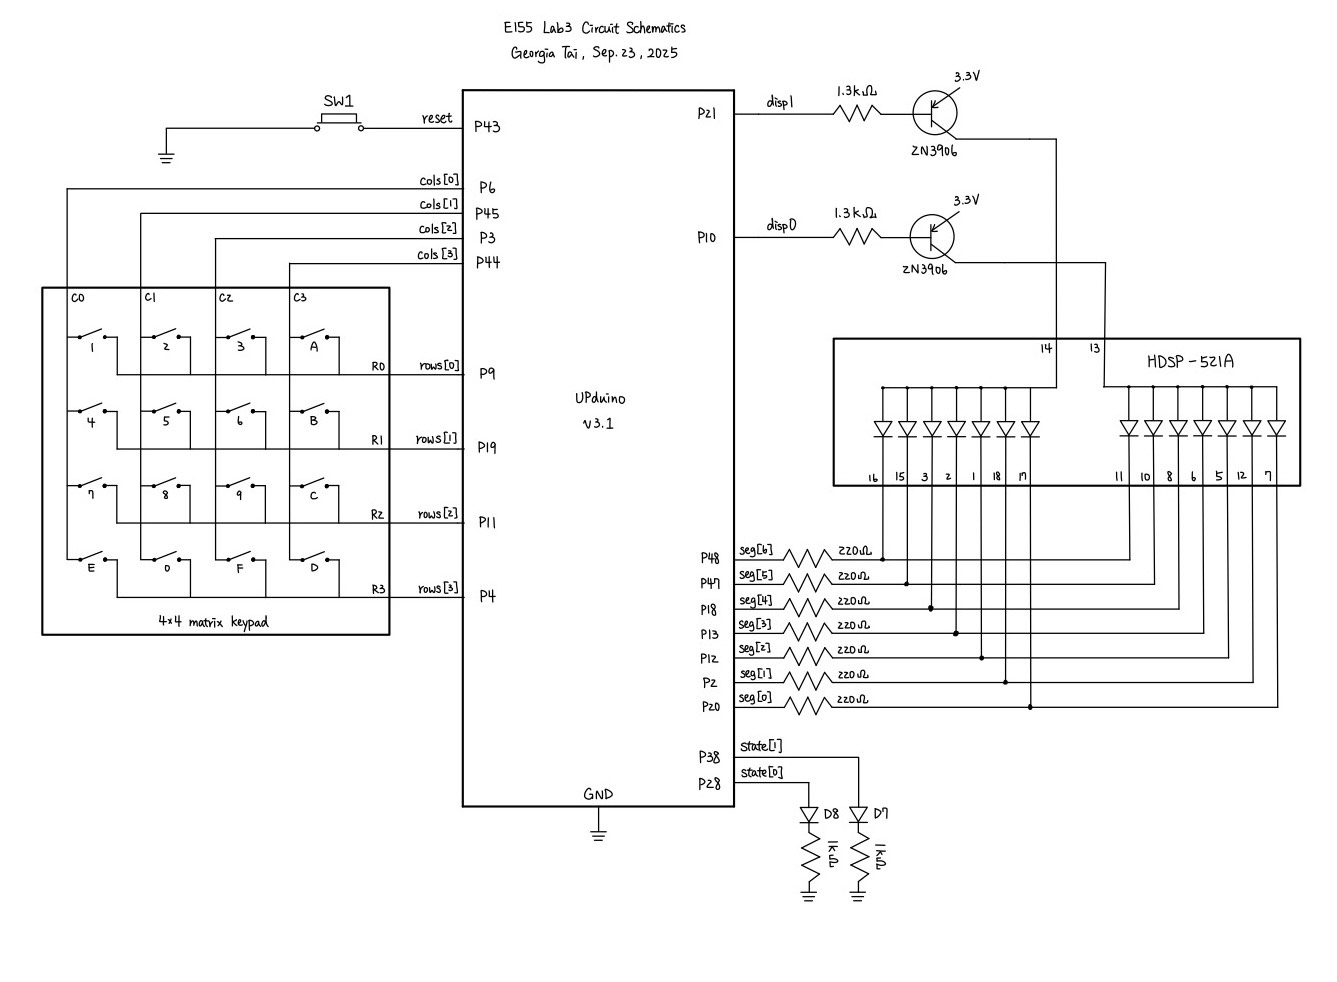 E155 Lab3 Circuit Schematics
Georgia Tai, Sep. 23, 2025
SW1
reset
P43
cols[0]
P6
cols[1]
P45
cols[2]
P3
cols[3]
P44
C0 C1 C2 C3
1 2 3 A
R0
rows[0]
P9
4 5 6 B
R1
rows[1]
P19
7 8 9 C
R2
rows[2]
P11
E 0 F D
R3
rows[3]
P4
4x4 matrix keypad
UPduino
v3.1
GND
P21
disp1
1.3kΩ
3.3V
2N3906
P10
disp0
1.3kΩ
3.3V
2N3906
14 13
HDSP-521A
16 15 3 2 1 18 17
11 10 8 6 5 12 7
P48
seg[6]
220Ω
P47
seg[5]
220Ω
P18
seg[4]
220Ω
P13
seg[3]
220Ω
P12
seg[2]
220Ω
P2
seg[1]
220Ω
P20
seg[0]
220Ω
P38
state[1]
P28
state[0]
D8
D7
1kΩ
1kΩ